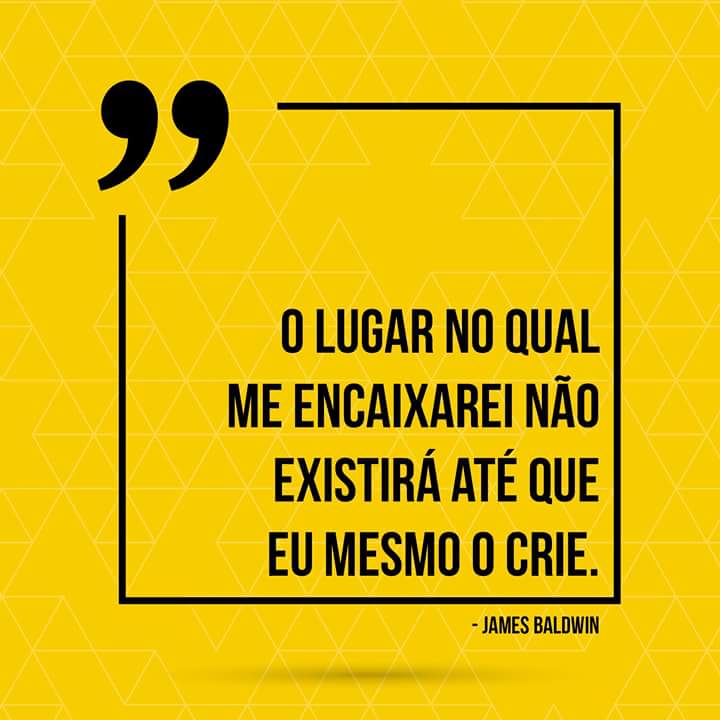 ”
O LUGAR NO QUAL
ME ENCAIXAREI NÃO
EXISTIRÁ ATÉ QUE
EU MESMO O CRIE.
- JAMES BALDWIN